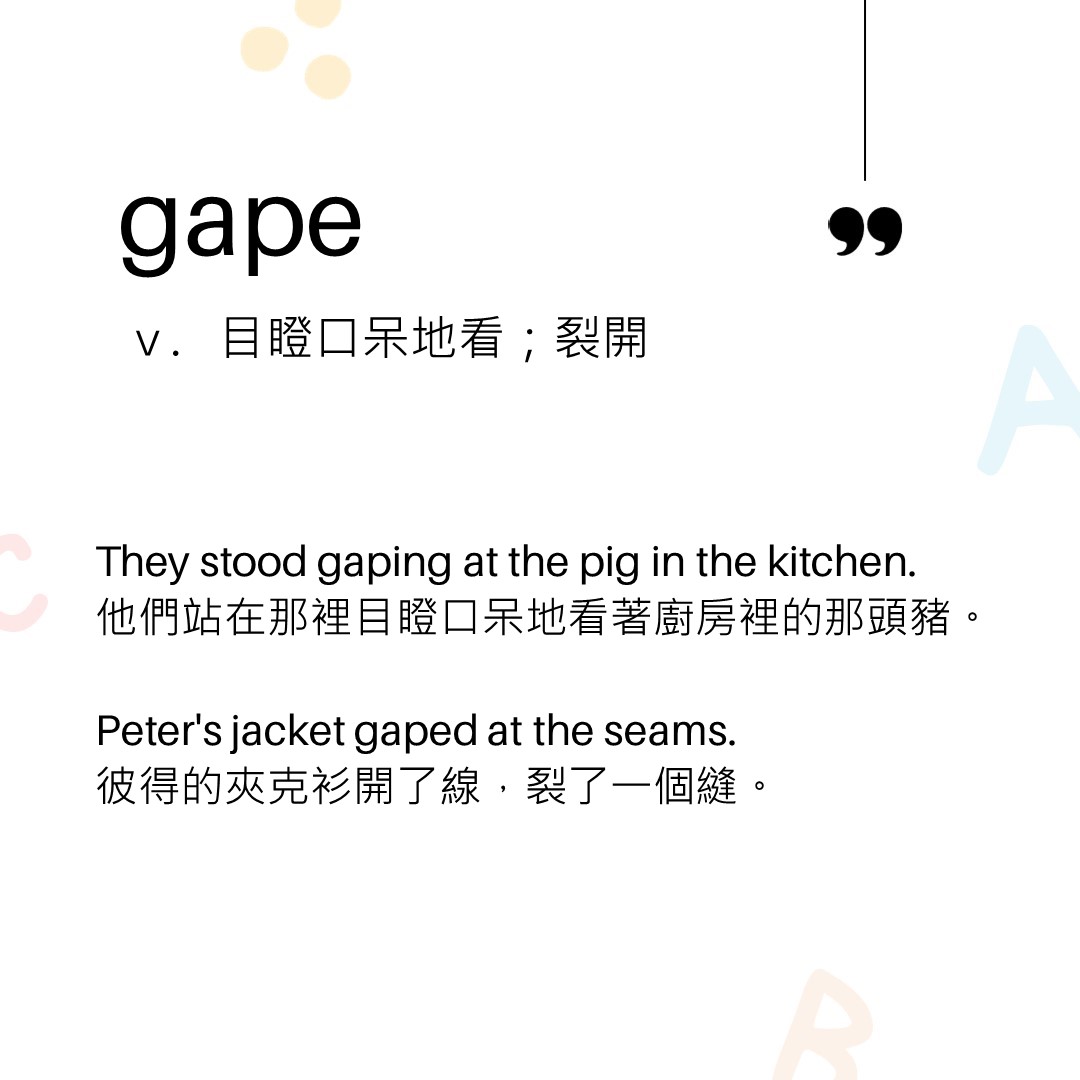 gape
”
v. 目瞪口呆地看；裂開
A
They stood gaping at the pig in the kitchen.
C
他們站在那裡目瞪口呆地看著廚房裡的那頭豬。
Peter's jacket gaped at the seams.
彼得的夾克衫開了線，裂了一個縫。
B